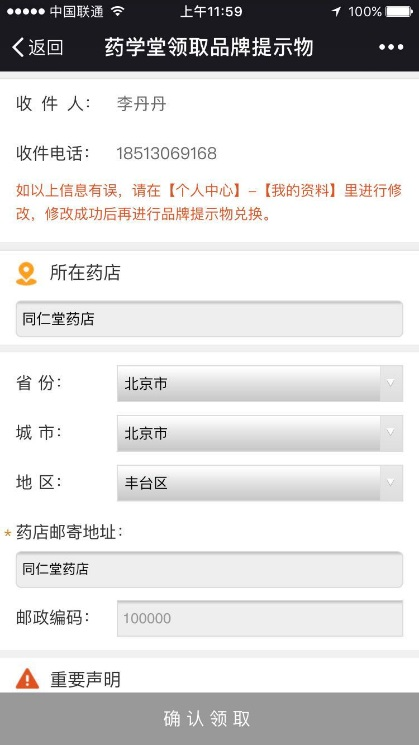 中国联通 上午11:59 100%
返回 药学堂领取品牌提示物
收 件 人： 李丹丹
收件电话： 18513069168
如以上信息有误，请在【个人中心】-【我的资料】里进行修
改，修改成功后再进行品牌提示物兑换。
所在药店
同仁堂药店
省 份： 北京市
城 市： 北京市
地 区： 丰台区
*药店邮寄地址：
同仁堂药店
邮政编码： 100000
重要声明
确认领取